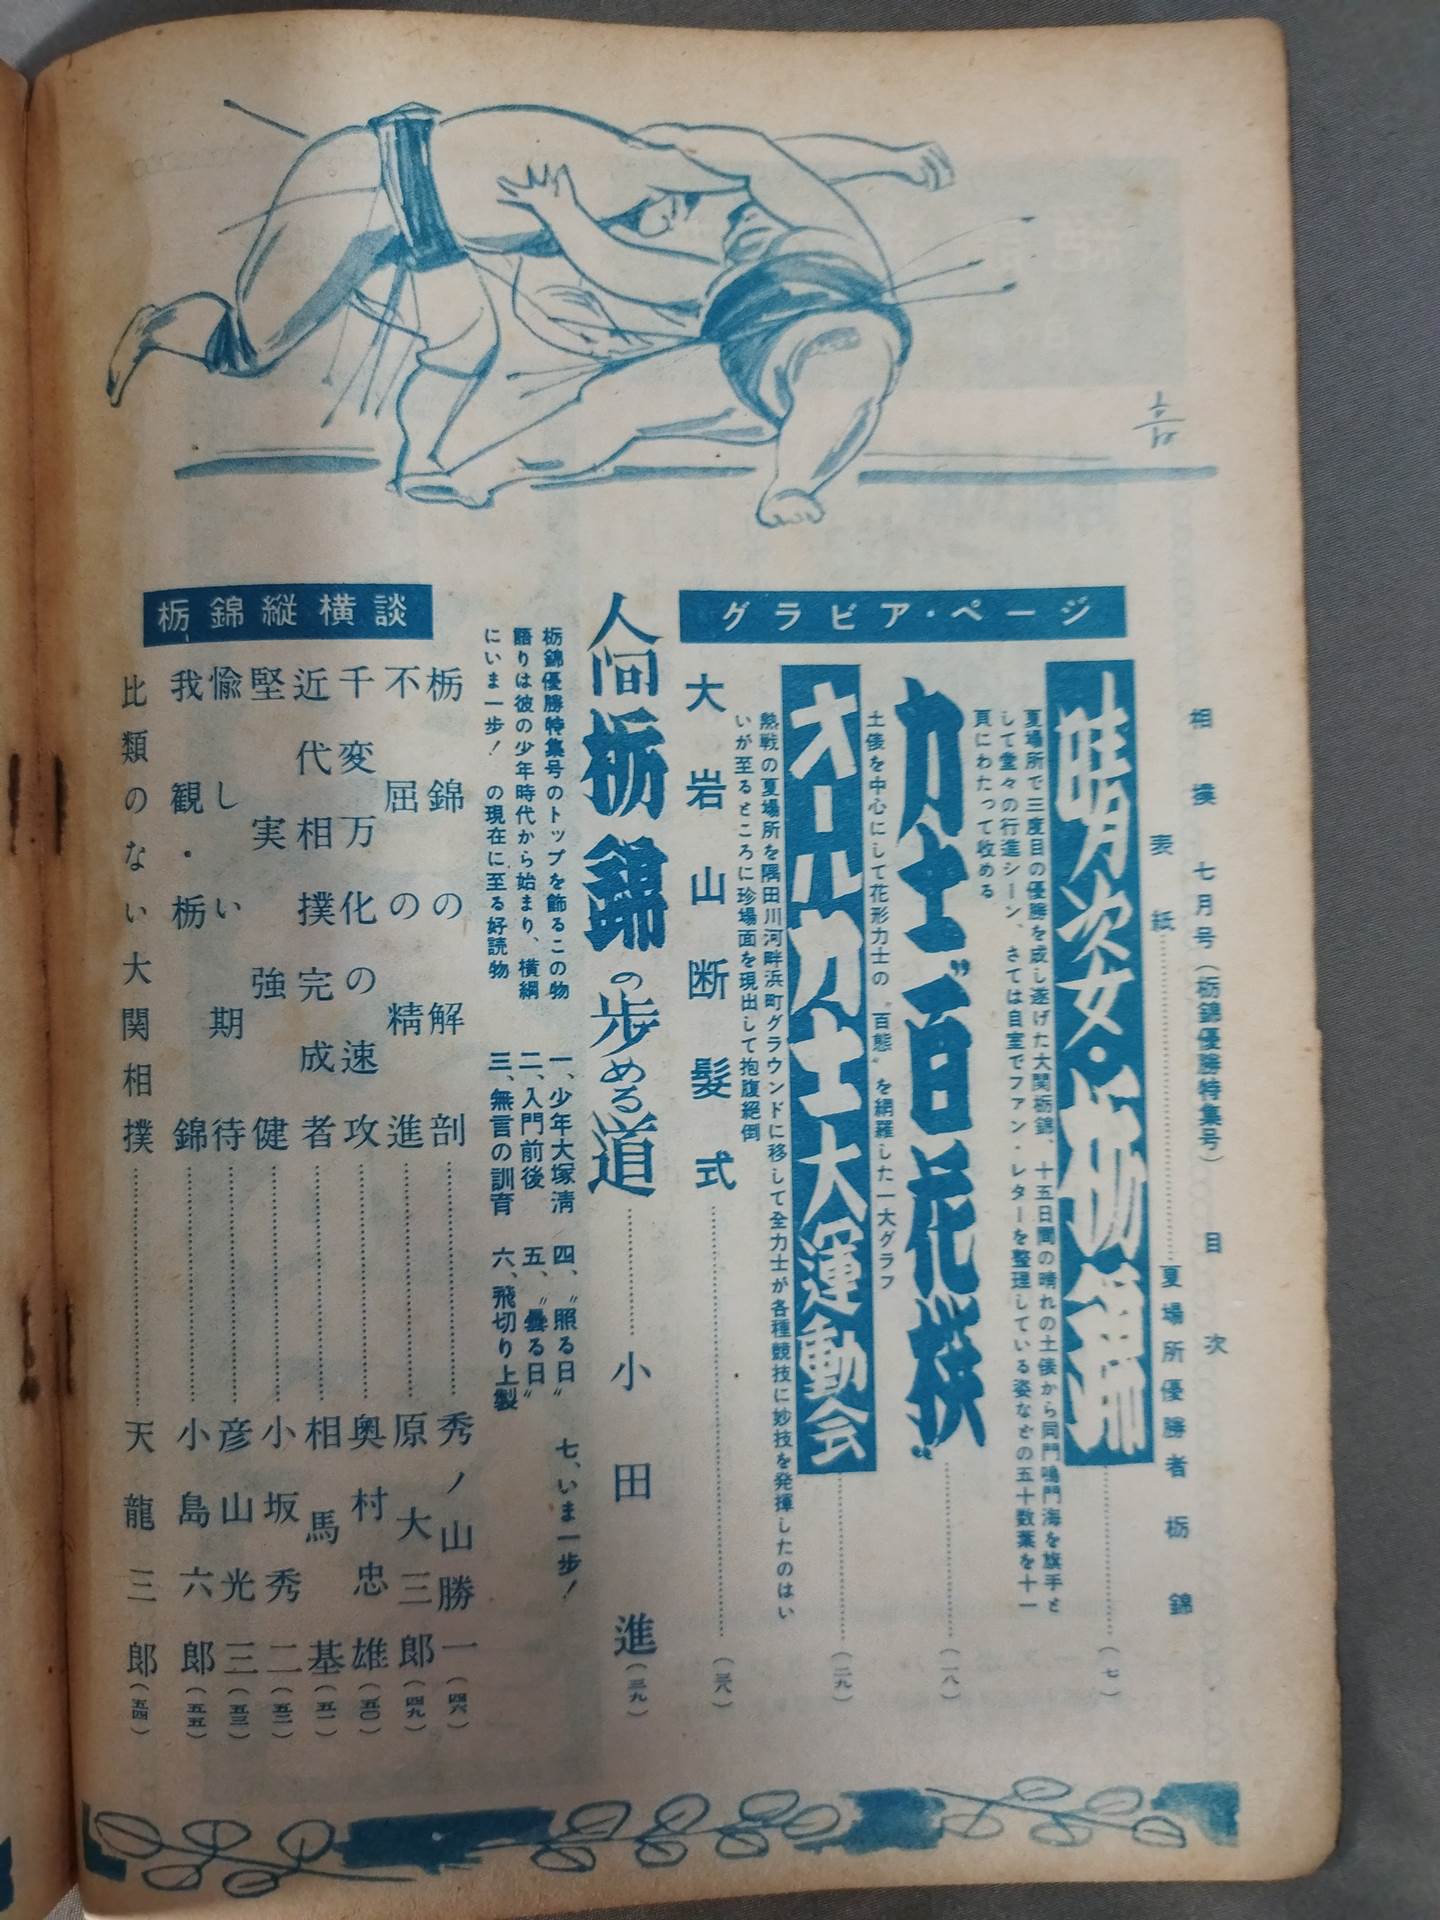 相撲 七月号（栃錦優勝特集号） 目次
表紙……夏場所優勝者栃錦
グラビア・ページ
晴れ姿・栃錦……（七）
夏場所で三度目の優勝を成し遂げた大関栃錦、十五日間の晴れの土俵から同門鳴門海を旗手と
して堂々の行進シーン、さては自室でファン・レターを整理している姿などの五十数葉を十一
頁にわたって収める
力士〝百花撰〟……（一八）
土俵を中心にして花形力士の〝百態〟を網羅した一大グラフ
オール力士大運動会……（二九）
熱戦の夏場所を隅田川河畔浜町グラウンドに移して全力士が各種競技に妙技を発揮したのはい
いが至るところに珍場面を現出して抱腹絶倒
大岩山断髪式……（三八）
人間栃錦の歩める道……小田進（三九）
栃錦優勝特集号のトップを飾るこの物
語りは彼の少年時代から始まり、横綱
にいま一歩！の現在に至る好読物
一、少年大塚清
二、入門前後
三、無言の訓育
四、〝照る日〟
五、〝曇る日〟
六、飛切り上製
七、いま一歩！
栃錦縦横談
栃錦の解剖……秀ノ山勝一（四六）
不屈の精進……原大三郎（四九）
千変万化の速攻……奥村忠雄（五〇）
近代相撲完成者……相馬基（五一）
堅実強健……小坂秀二（五二）
愉しい期待……彦山光三（五三）
我観・栃錦……小島六郎（五五）
比類のない大関相撲……天龍三郎（五四）